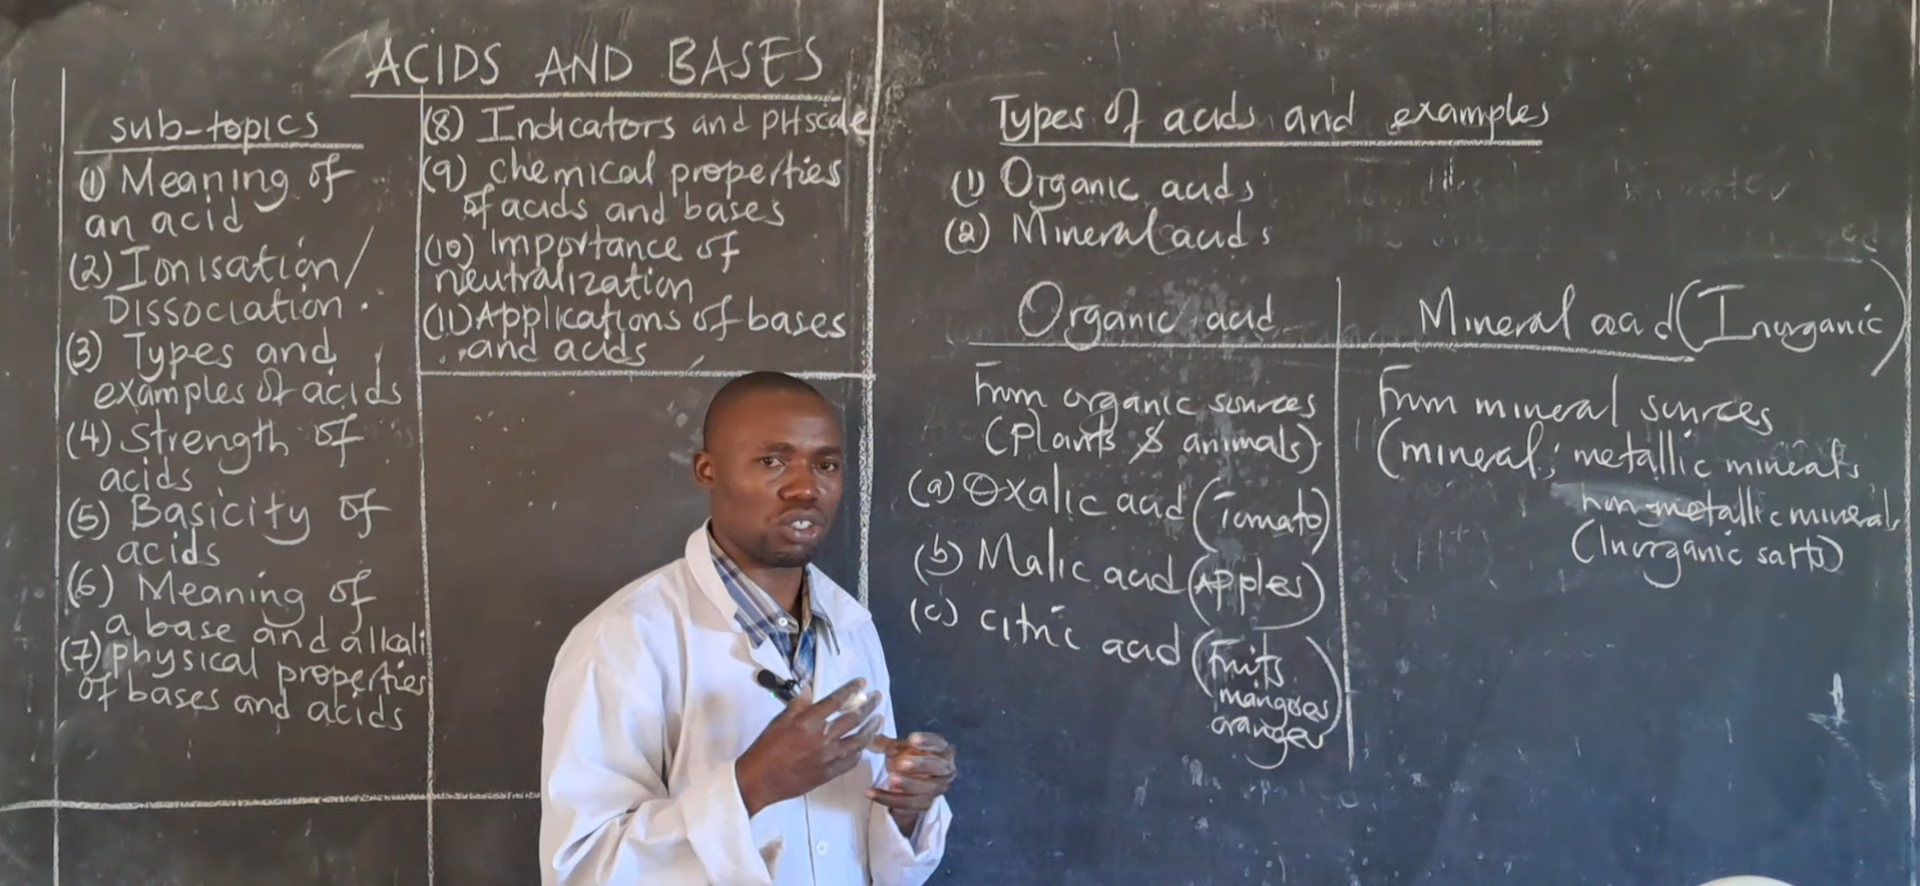 ACIDS AND BASES
sub-topics
(1) Meaning of
an acid
(2) Ionisation/
Dissociation.
(3) Types and
examples of acids
(4) Strength of
acids
(5) Basicity of
acids
(6) Meaning of
a base and alkali
(7) physical properties
of bases and acids
(8) Indicators and pH scale
(9) chemical properties
of acids and bases
(10) Importance of
neutralization
(11) Applications of bases
and acids
Types of acids and examples
(1) Organic acids
(2) Mineral acids
Organic acid
From organic sources
(Plants & animals)
(a) Oxalic acid (Tomato)
(b) Malic acid (Apples)
(c) citric acid (Fruits
mangoes
oranges)
Mineral acid (Inorganic)
From mineral sources
(mineral; metallic minerals
non-metallic minerals
(Inorganic salts)